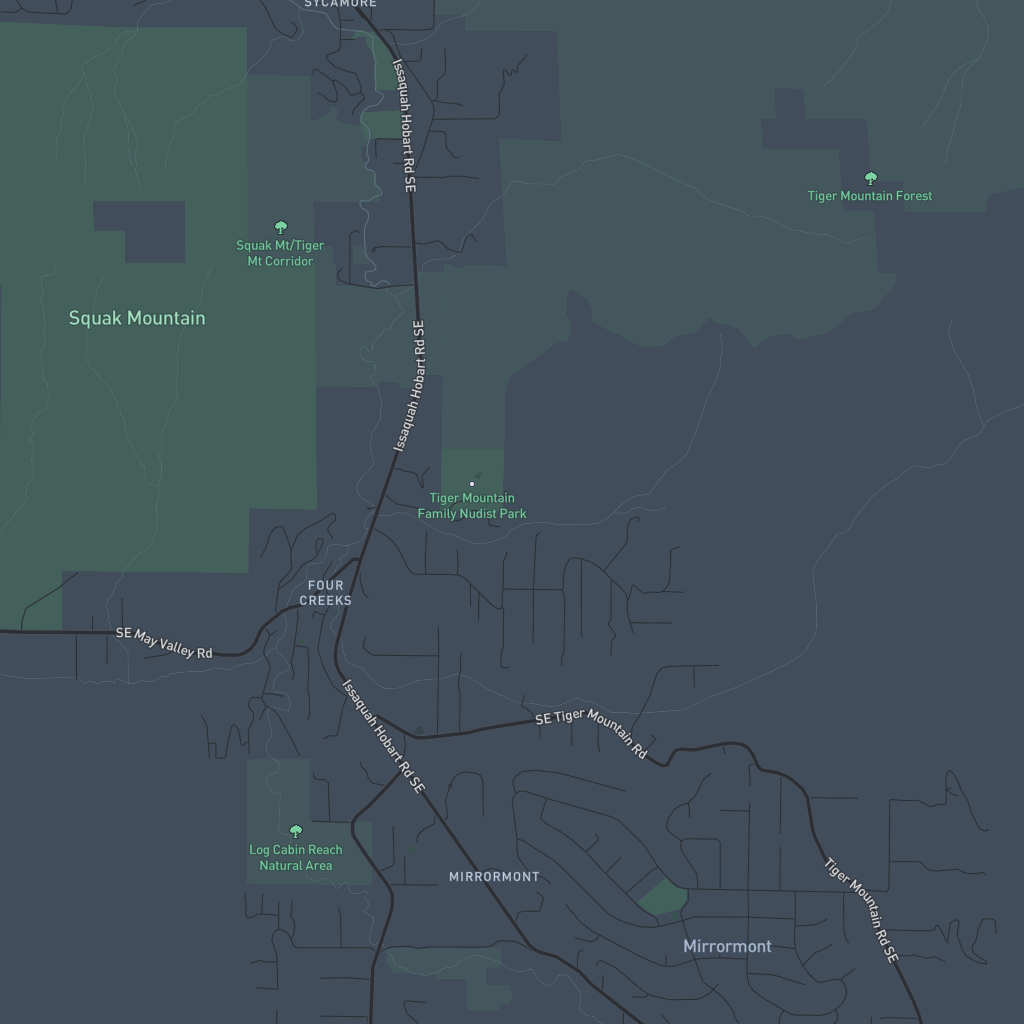 SYCAMORE
Issaquah Hobart Rd SE
Tiger Mountain Forest
Squak Mt/Tiger
Mt Corridor
Squak Mountain
Issaquah Hobart Rd SE
Tiger Mountain
Family Nudist Park
FOUR
CREEKS
SE May Valley Rd
Issaquah Hobart Rd SE
SE Tiger Mountain Rd
Log Cabin Reach
Natural Area
MIRRORMONT
Tiger Mountain Rd SE
Mirrormont